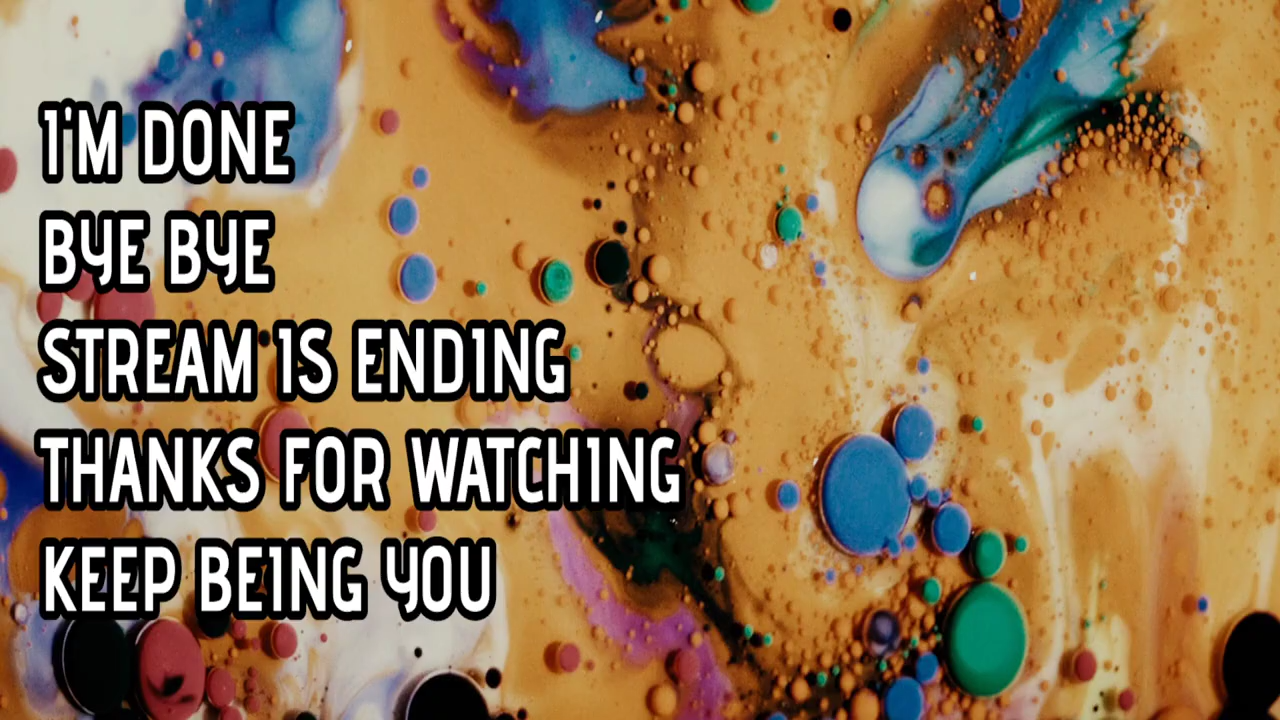 I'M DONE
BYE BYE
STREAM IS ENDING
THANKS FOR WATCHING
KEEP BEING YOU